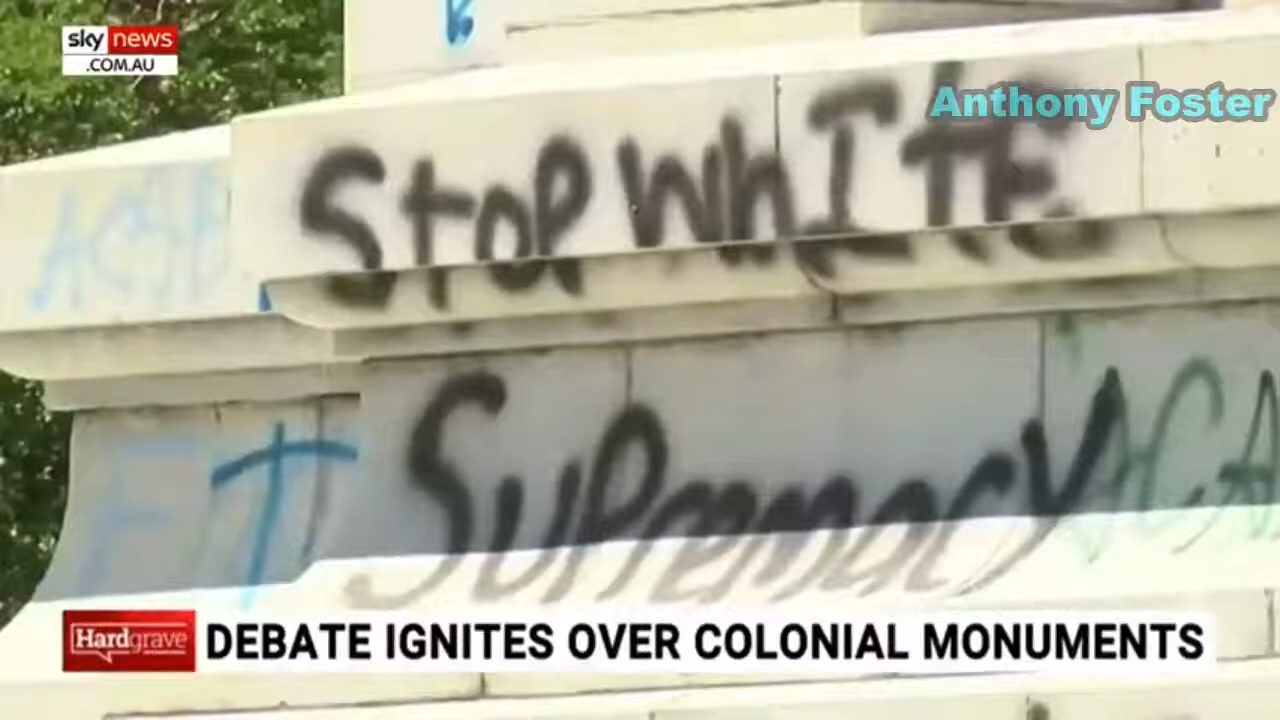 sky news
.COM.AU
Anthony Foster
STOP WhITE
Supremacy
Hardgrave
DEBATE IGNITES OVER COLONIAL MONUMENTS